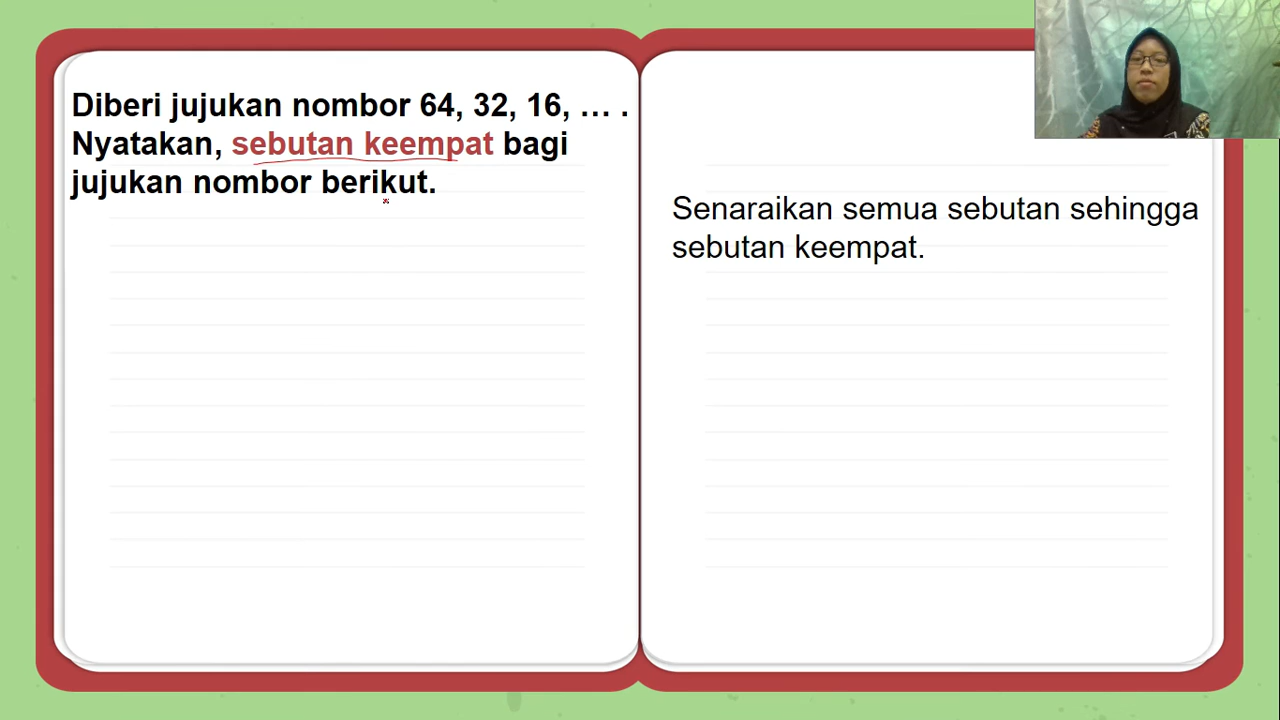 Diberi jujukan nombor 64, 32, 16, … .
Nyatakan, sebutan keempat bagi
jujukan nombor berikut.
Senaraikan semua sebutan sehingga
sebutan keempat.